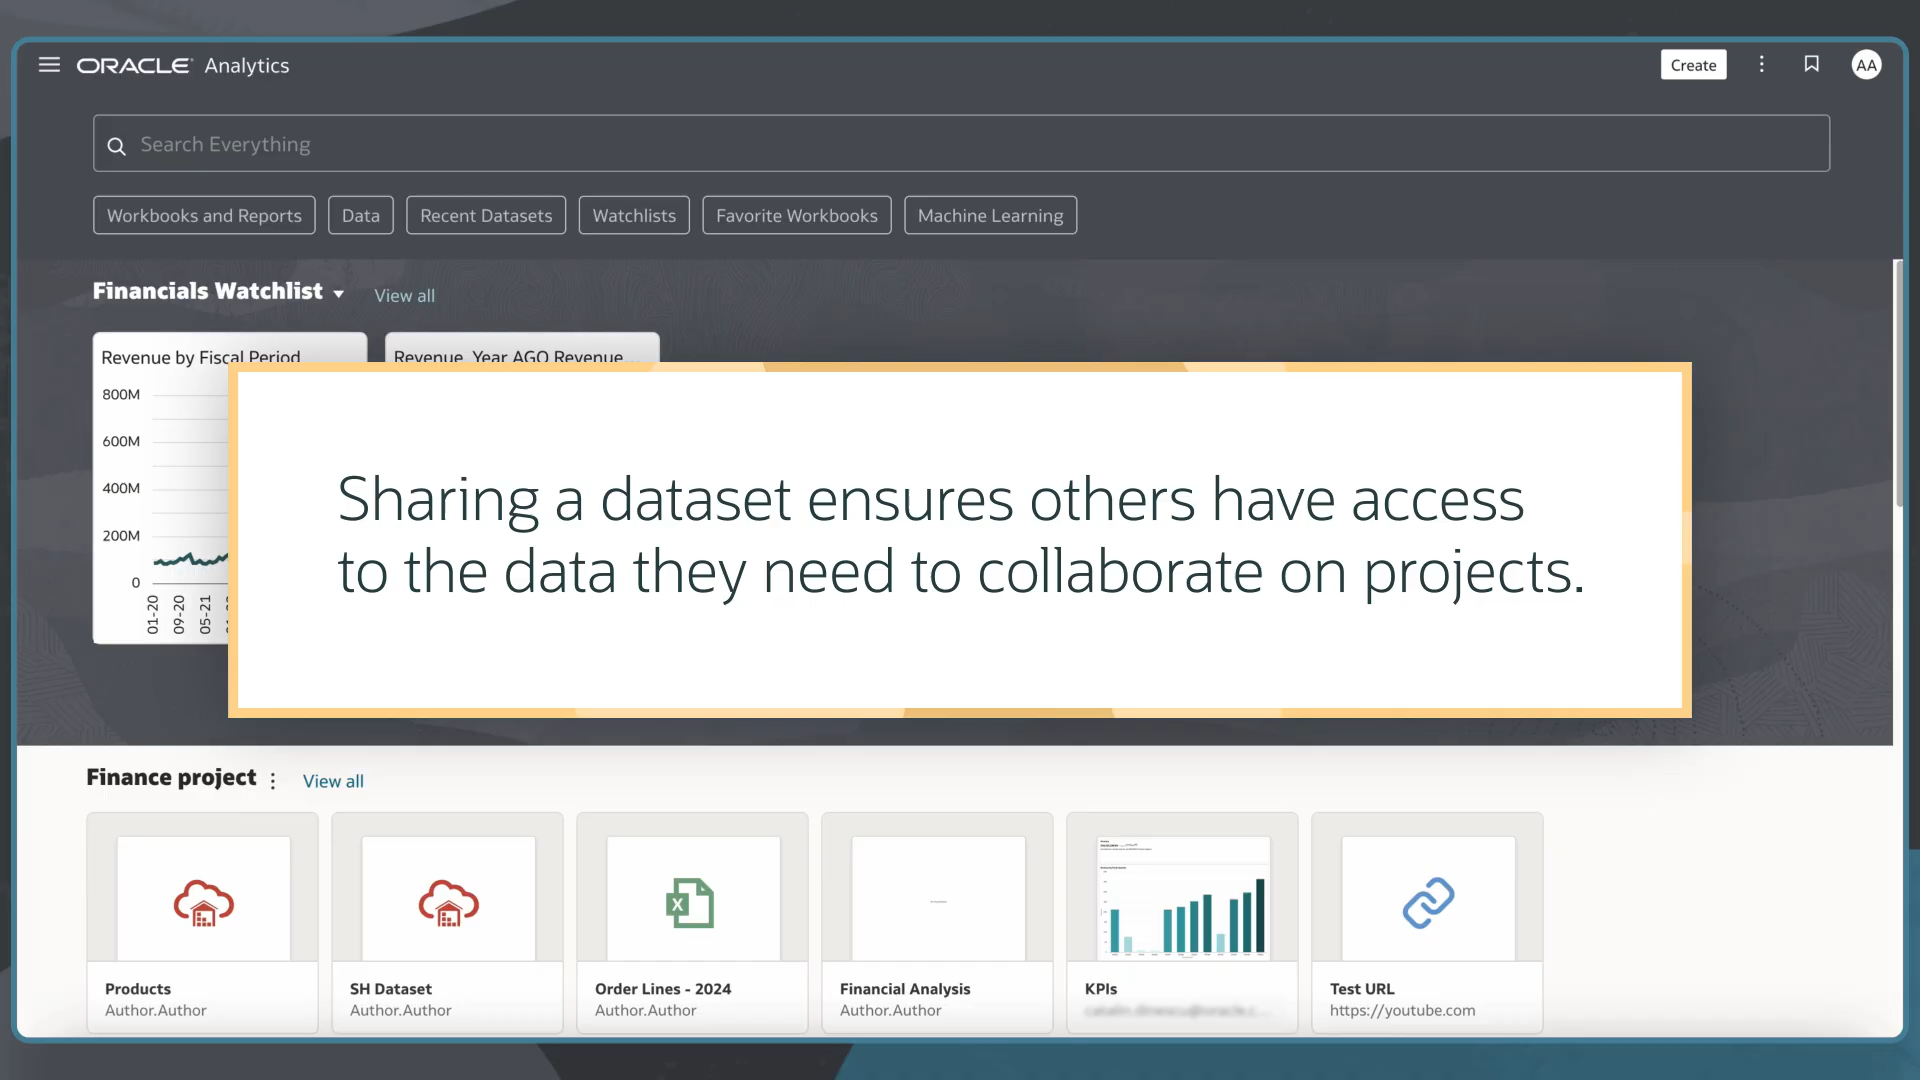 ORACLE Analytics
Create
AA
Search Everything
Workbooks and Reports
Data
Recent Datasets
Watchlists
Favorite Workbooks
Machine Learning
Financials Watchlist
View all
Revenue by Fiscal Period
Revenue, Year AGO Revenue...
800M
600M
400M
200M
0
01-20
09-20
05-21
Sharing a dataset ensures others have access
to the data they need to collaborate on projects.
Finance project
View all
X
Products
Author.Author
SH Dataset
Author.Author
Order Lines - 2024
Author.Author
Financial Analysis
Author.Author
KPIs
Test URL
https://youtube.com